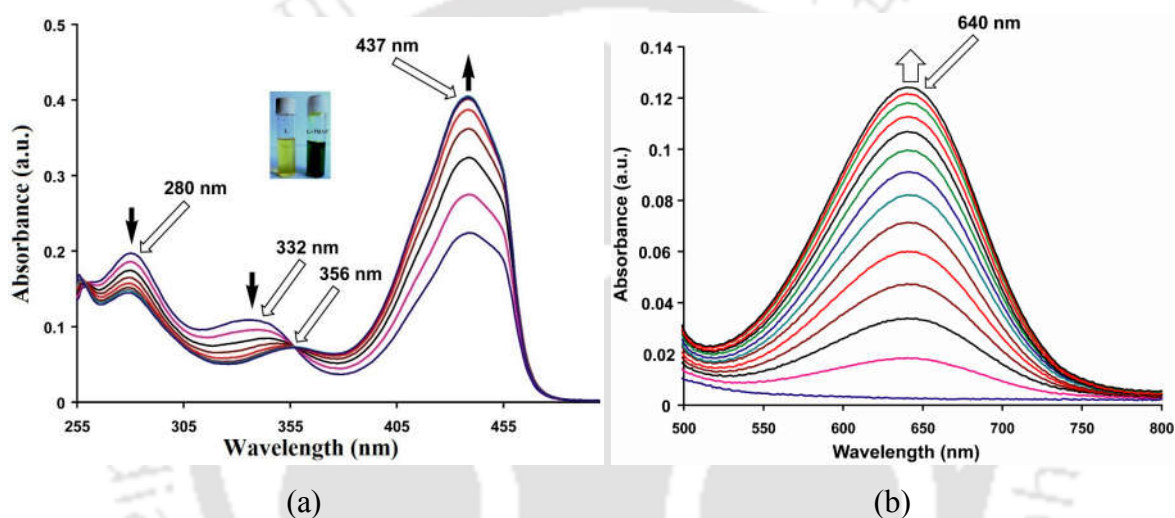 0.5
0.4
0.3
0.2
0.1
0
255
305
355
405
455
Absorbance (a.u.)
Wavelength (nm)
437 nm
280 nm
332 nm
356 nm
L
(a)
0.14
0.12
0.1
0.08
0.06
0.04
0.02
0
500
550
600
650
700
750
800
Absorbance (a.u.)
Wavelength (nm)
640 nm
(b)